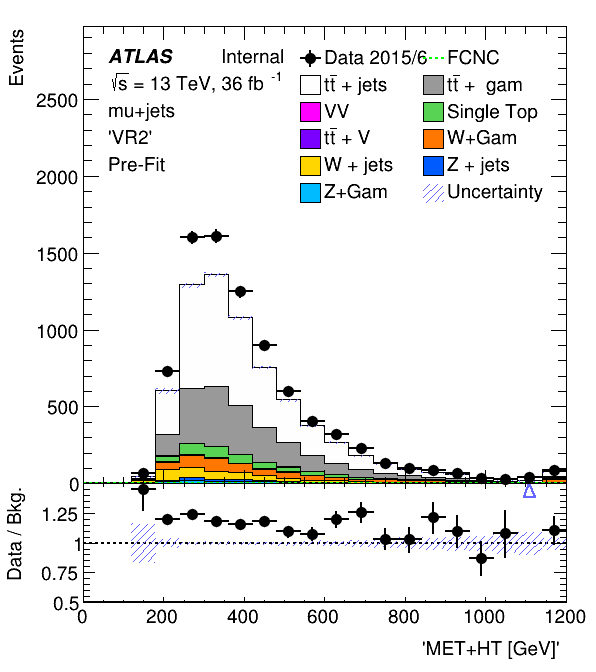 Events
ATLAS Internal
√s = 13 TeV, 36 fb -1
mu+jets
'VR2'
Pre-Fit
Data 2015/6 FCNC
tt̄ + jets tt̄ + gam
VV Single Top
tt̄ + V W+Gam
W + jets Z + jets
Z+Gam Uncertainty
2500
2000
1500
1000
500
0
Data / Bkg.
1.25
1
0.75
0.5
0 200 400 600 800 1000 1200
'MET+HT [GeV]'